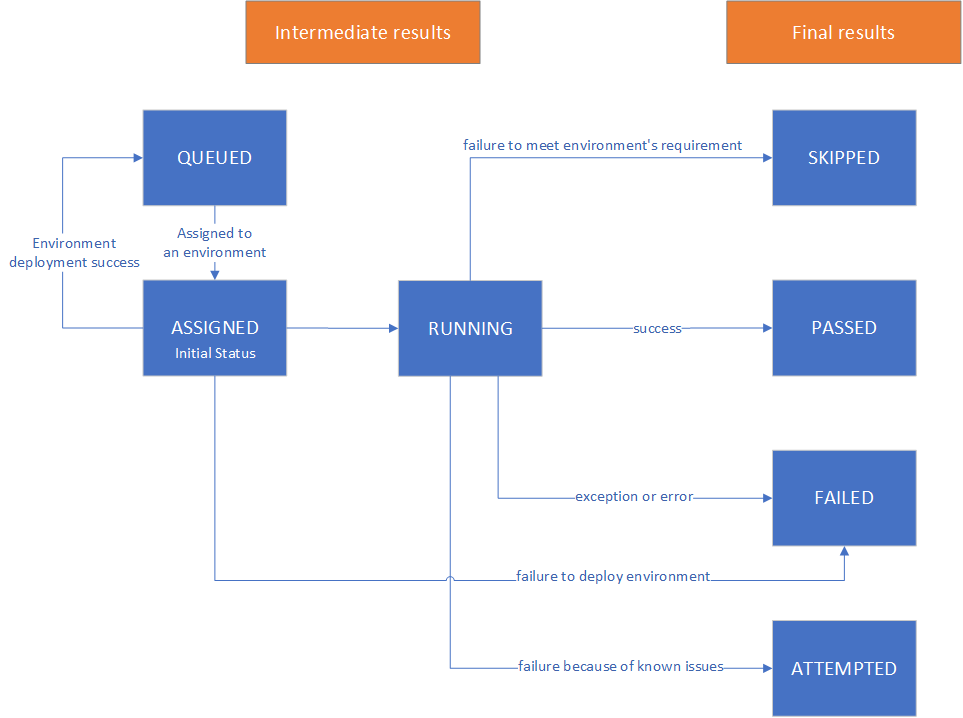 Intermediate results
Final results
QUEUED
failure to meet environment's requirement
SKIPPED
Environment
deployment success
Assigned to
an environment
ASSIGNED
Initial Status
RUNNING
success
PASSED
exception or error
FAILED
failure to deploy environment
failure because of known issues
ATTEMPTED